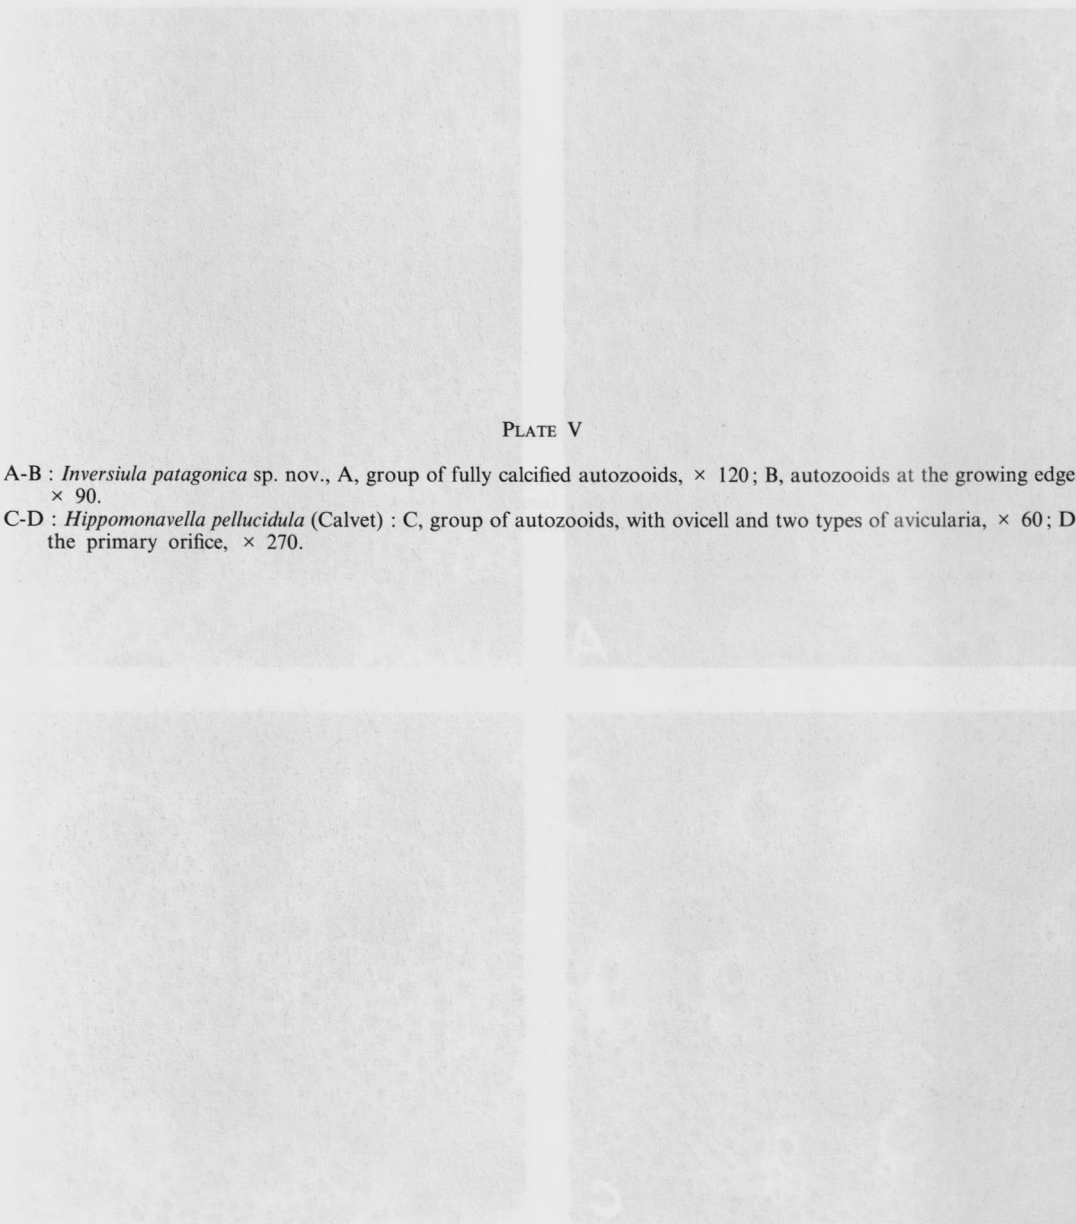 PLATE V
A-B : Inversiula patagonica sp. nov., A, group of fully calcified autozooids, × 120; B, autozooids at the growing edge
× 90.
C-D : Hippomonavella pellucidula (Calvet) : C, group of autozooids, with ovicell and two types of avicularia, × 60; D
the primary orifice, × 270.
A
C